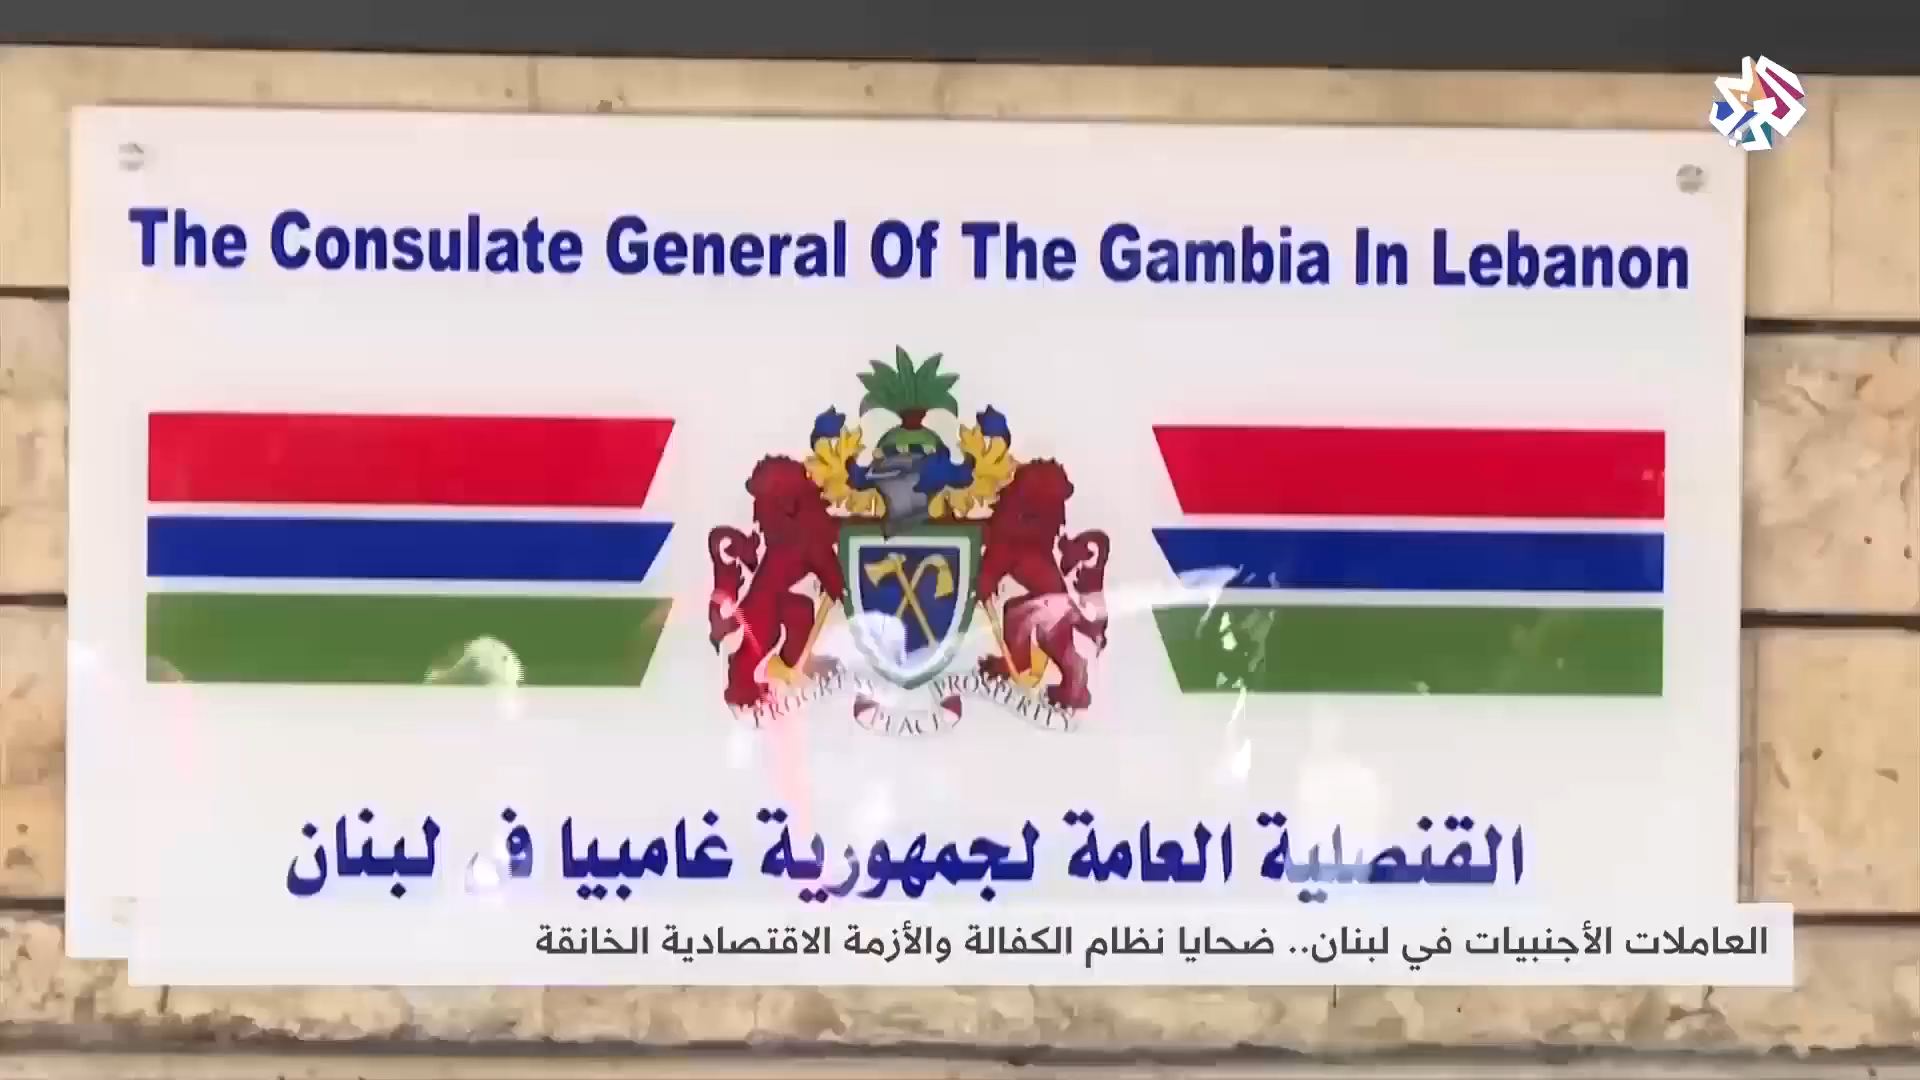 The Consulate General Of The Gambia In Lebanon
PROGRESS PEACE PROSPERITY
القنصلية العامة لجمهورية غامبيا في لبنان
العاملات الأجنبيات في لبنان.. ضحايا نظام الكفالة والأزمة الاقتصادية الخانقة